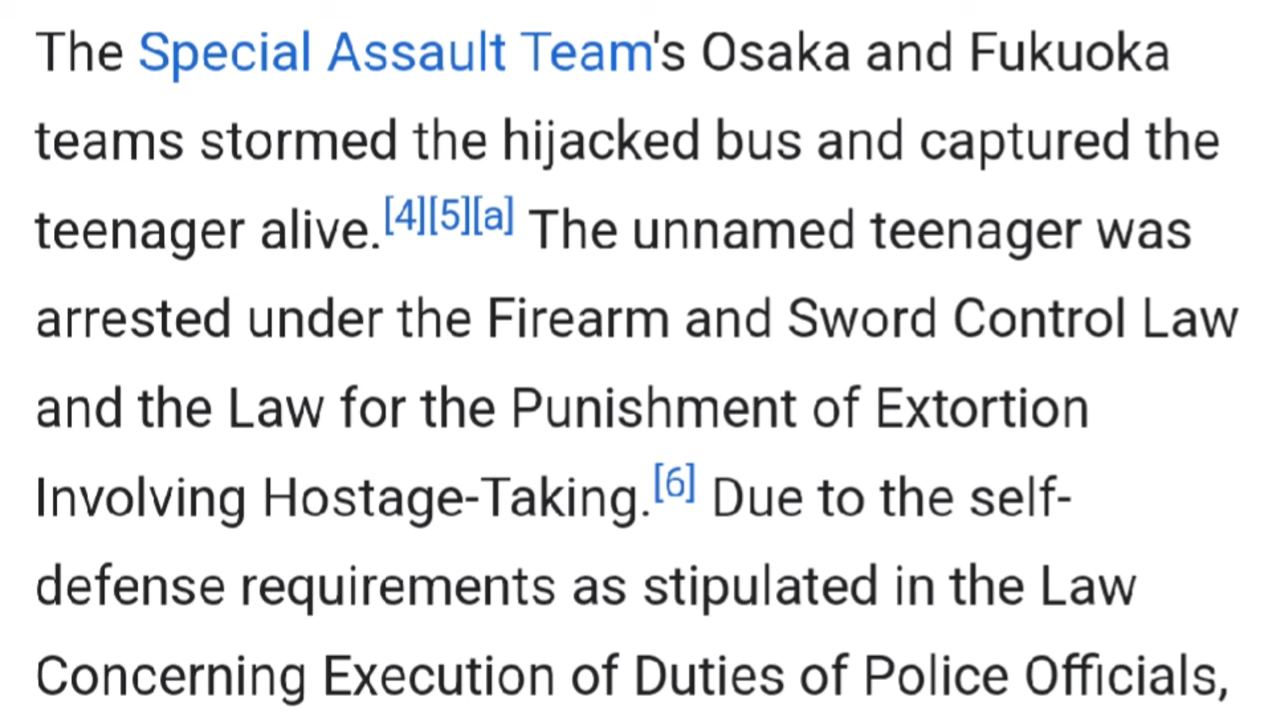 The Special Assault Team's Osaka and Fukuoka
teams stormed the hijacked bus and captured the
teenager alive.[4][5][a] The unnamed teenager was
arrested under the Firearm and Sword Control Law
and the Law for the Punishment of Extortion
Involving Hostage-Taking.[6] Due to the self-
defense requirements as stipulated in the Law
Concerning Execution of Duties of Police Officials,